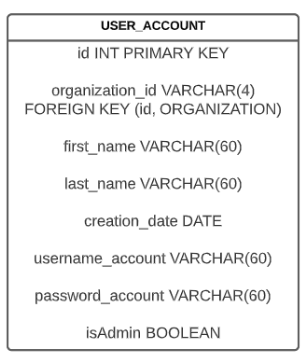 USER_ACCOUNT
id INT PRIMARY KEY
organization_id VARCHAR(4)
FOREIGN KEY (id, ORGANIZATION)
first_name VARCHAR(60)
last_name VARCHAR(60)
creation_date DATE
username_account VARCHAR(60)
password_account VARCHAR(60)
isAdmin BOOLEAN